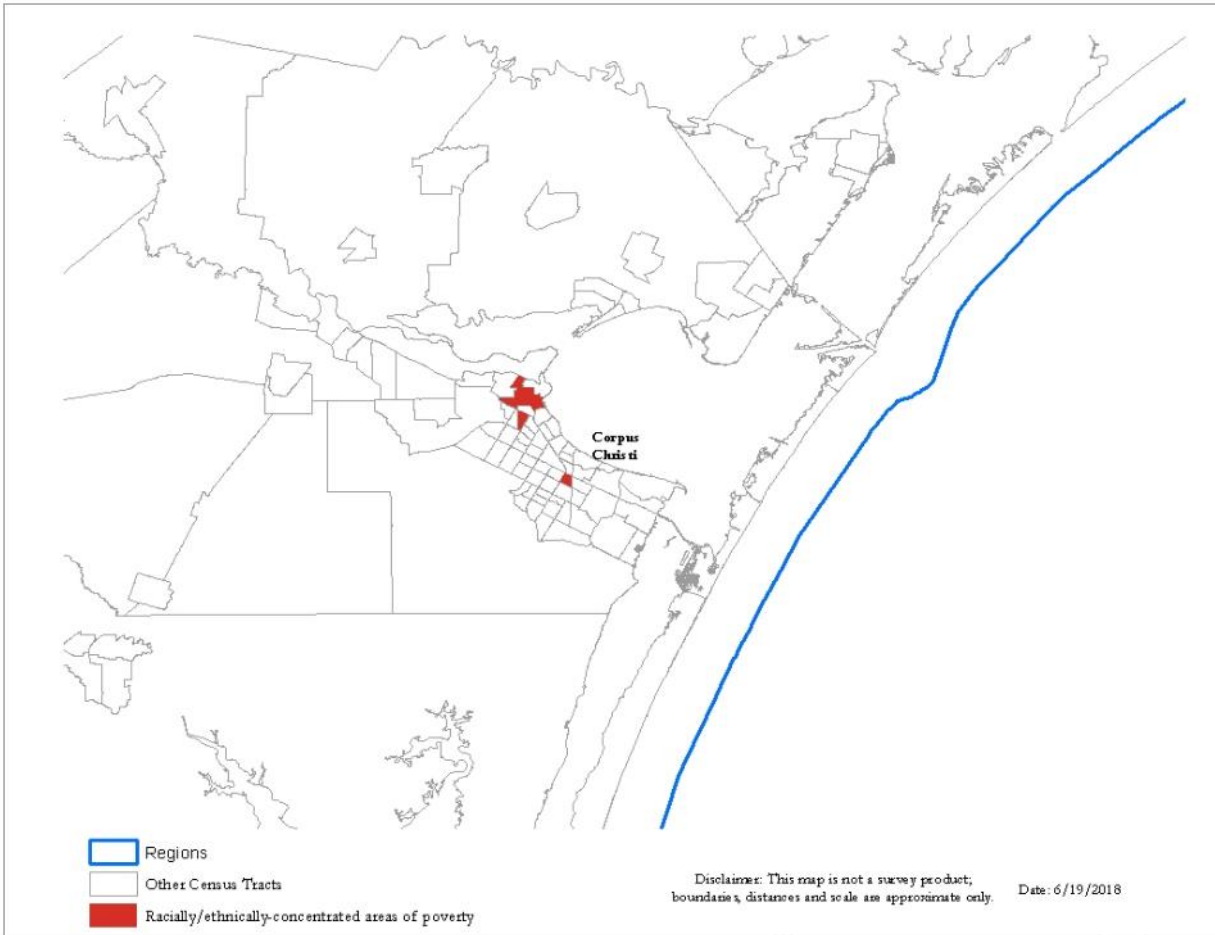 Corpus
Christi
Regions
Other Census Tracts
Racially/ethnically-concentrated areas of poverty
Disclaimer: This map is not a survey product;
boundaries, distances and scale are approximate only.
Date: 6/19/2018